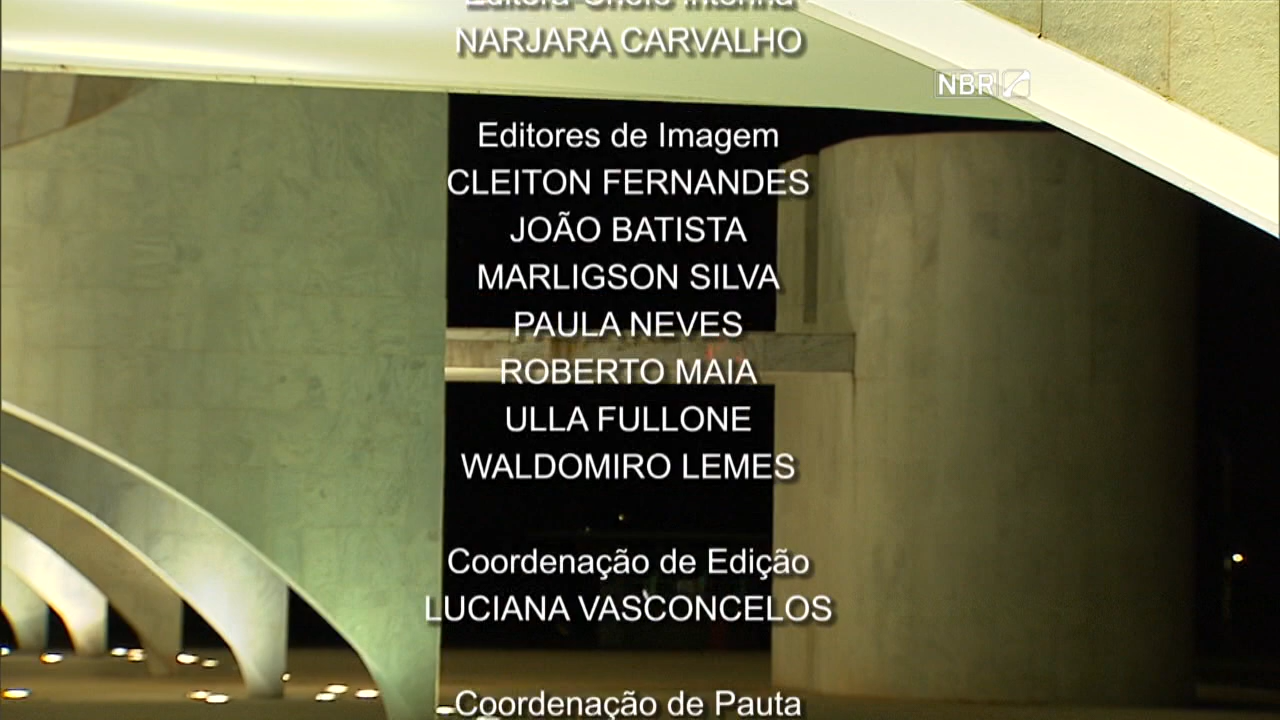 NARJARA CARVALHO
NBR
Editores de Imagem
CLEITON FERNANDES
JOÃO BATISTA
MARLIGSON SILVA
PAULA NEVES
ROBERTO MAIA
ULLA FULLONE
WALDOMIRO LEMES
Coordenação de Edição
LUCIANA VASCONCELOS
Coordenação de Pauta